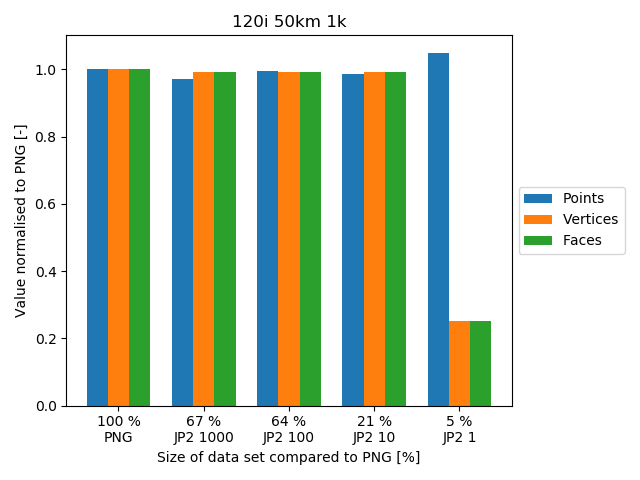 120i 50km 1k
Value normalised to PNG [-]
1.0
0.8
0.6
0.4
0.2
0.0
Points
Vertices
Faces
100 %
PNG
67 %
JP2 1000
64 %
JP2 100
21 %
JP2 10
5 %
JP2 1
Size of data set compared to PNG [%]